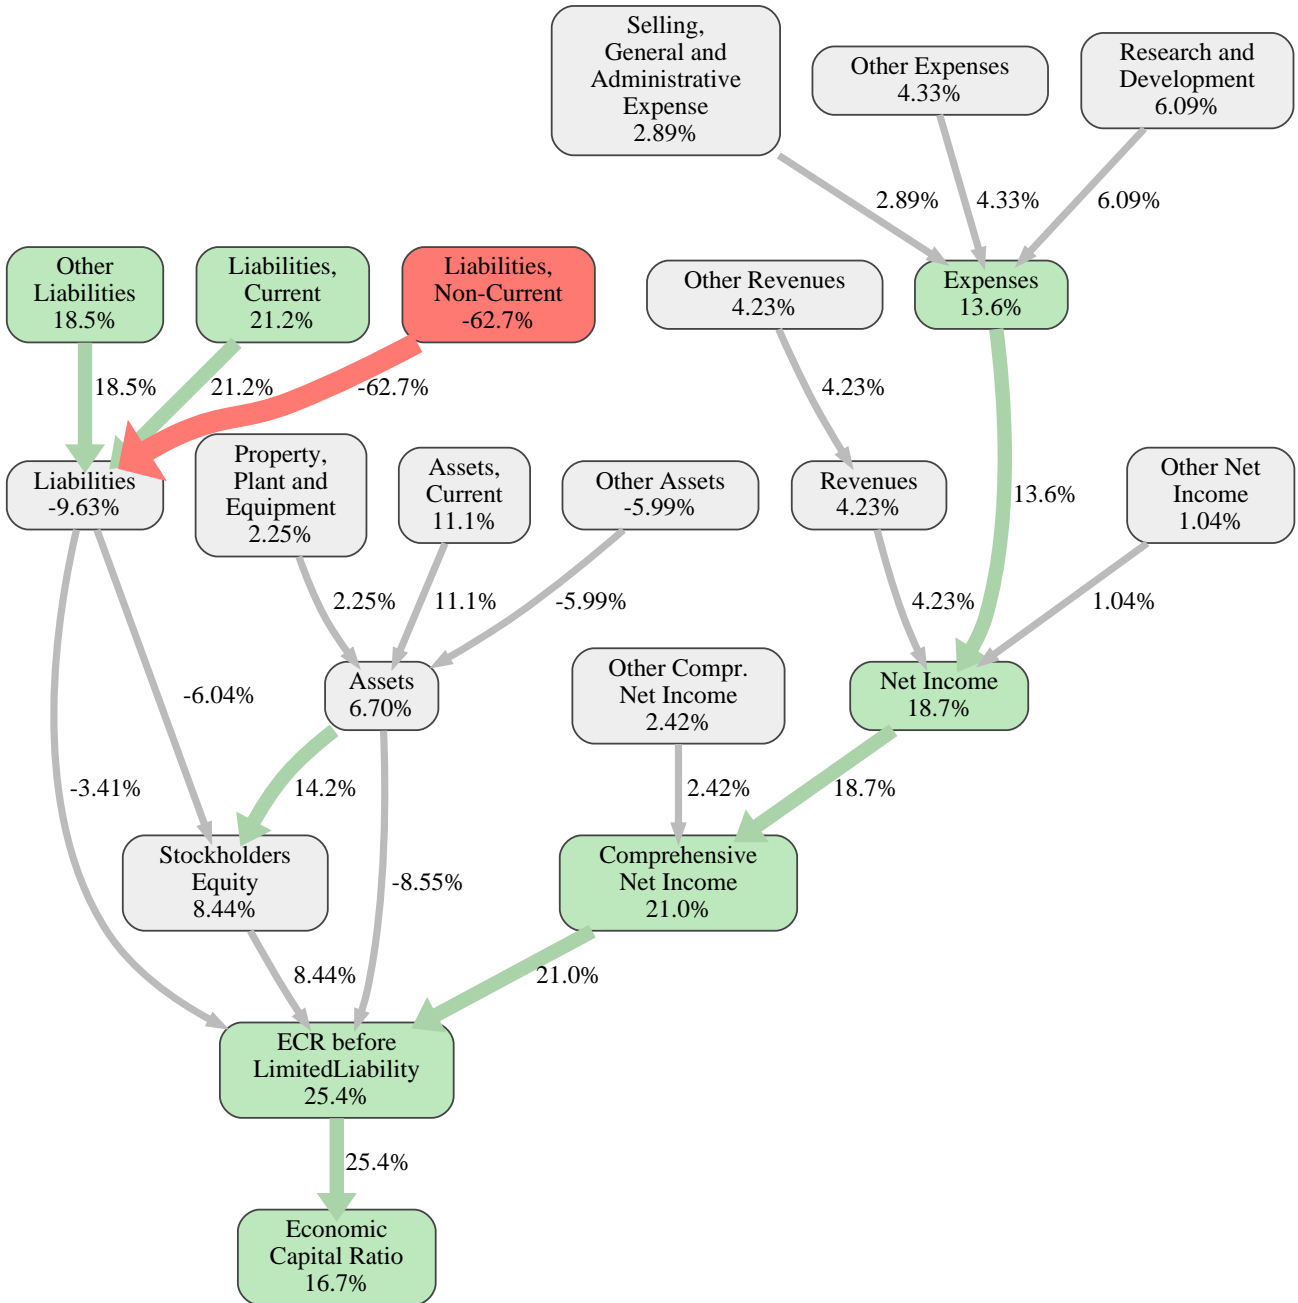 Selling,
General and
Administrative
Expense
2.89%
Other Expenses
4.33%
Research and
Development
6.09%
2.89%
4.33%
6.09%
Other
Liabilities
18.5%
Liabilities,
Current
21.2%
Liabilities,
Non-Current
-62.7%
Other Revenues
4.23%
Expenses
13.6%
18.5%
21.2%
-62.7%
4.23%
Liabilities
-9.63%
Property,
Plant and
Equipment
2.25%
Assets,
Current
11.1%
Other Assets
-5.99%
Revenues
4.23%
13.6%
Other Net
Income
1.04%
2.25%
11.1%
-5.99%
4.23%
1.04%
-6.04%
Assets
6.70%
Other Compr.
Net Income
2.42%
Net Income
18.7%
-3.41%
14.2%
2.42%
18.7%
Stockholders
Equity
8.44%
-8.55%
Comprehensive
Net Income
21.0%
8.44%
21.0%
ECR before
LimitedLiability
25.4%
25.4%
Economic
Capital Ratio
16.7%